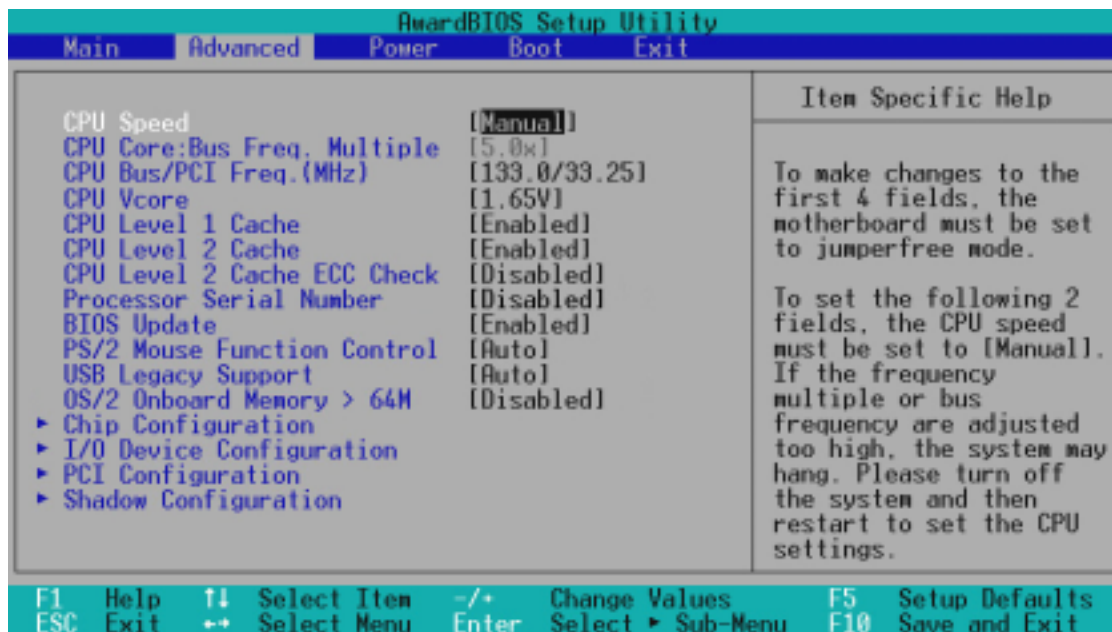 AwardBIOS Setup Utility
Main Advanced Power Boot Exit
CPU Speed [Manual]
CPU Core:Bus Freq. Multiple [5.0x]
CPU Bus/PCI Freq.(MHz) [133.0/33.25]
CPU Vcore [1.65V]
CPU Level 1 Cache [Enabled]
CPU Level 2 Cache [Enabled]
CPU Level 2 Cache ECC Check [Disabled]
Processor Serial Number [Disabled]
BIOS Update [Enabled]
PS/2 Mouse Function Control [Auto]
USB Legacy Support [Auto]
OS/2 Onboard Memory > 64M [Disabled]
► Chip Configuration
► I/O Device Configuration
► PCI Configuration
► Shadow Configuration
Item Specific Help
To make changes to the
first 4 fields, the
motherboard must be set
to jumperfree mode.
To set the following 2
fields, the CPU speed
must be set to [Manual].
If the frequency
multiple or bus
frequency are adjusted
too high, the system may
hang. Please turn off
the system and then
restart to set the CPU
settings.
F1 Help ↑↓ Select Item -/+ Change Values F5 Setup Defaults
ESC Exit ←→ Select Menu Enter Select ► Sub-Menu F10 Save and Exit